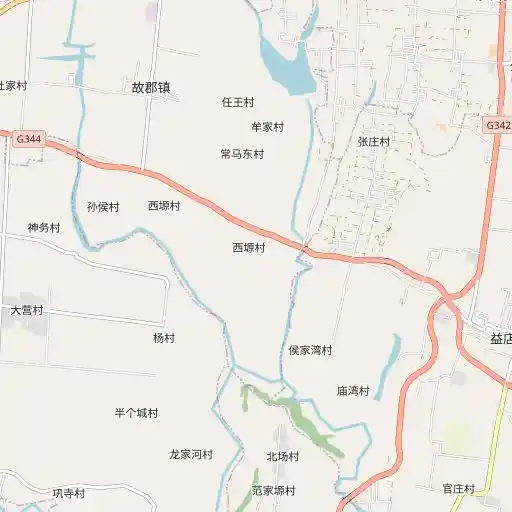 杜家村
故郡镇
任王村
牟家村
G342
G344
张庄村
常马东村
孙侯村
西塬村
神务村
西塬村
大营村
杨村
益店
侯家湾村
庙湾村
半个城村
龙家河村
北场村
巩寺村
范家塬村
官庄村